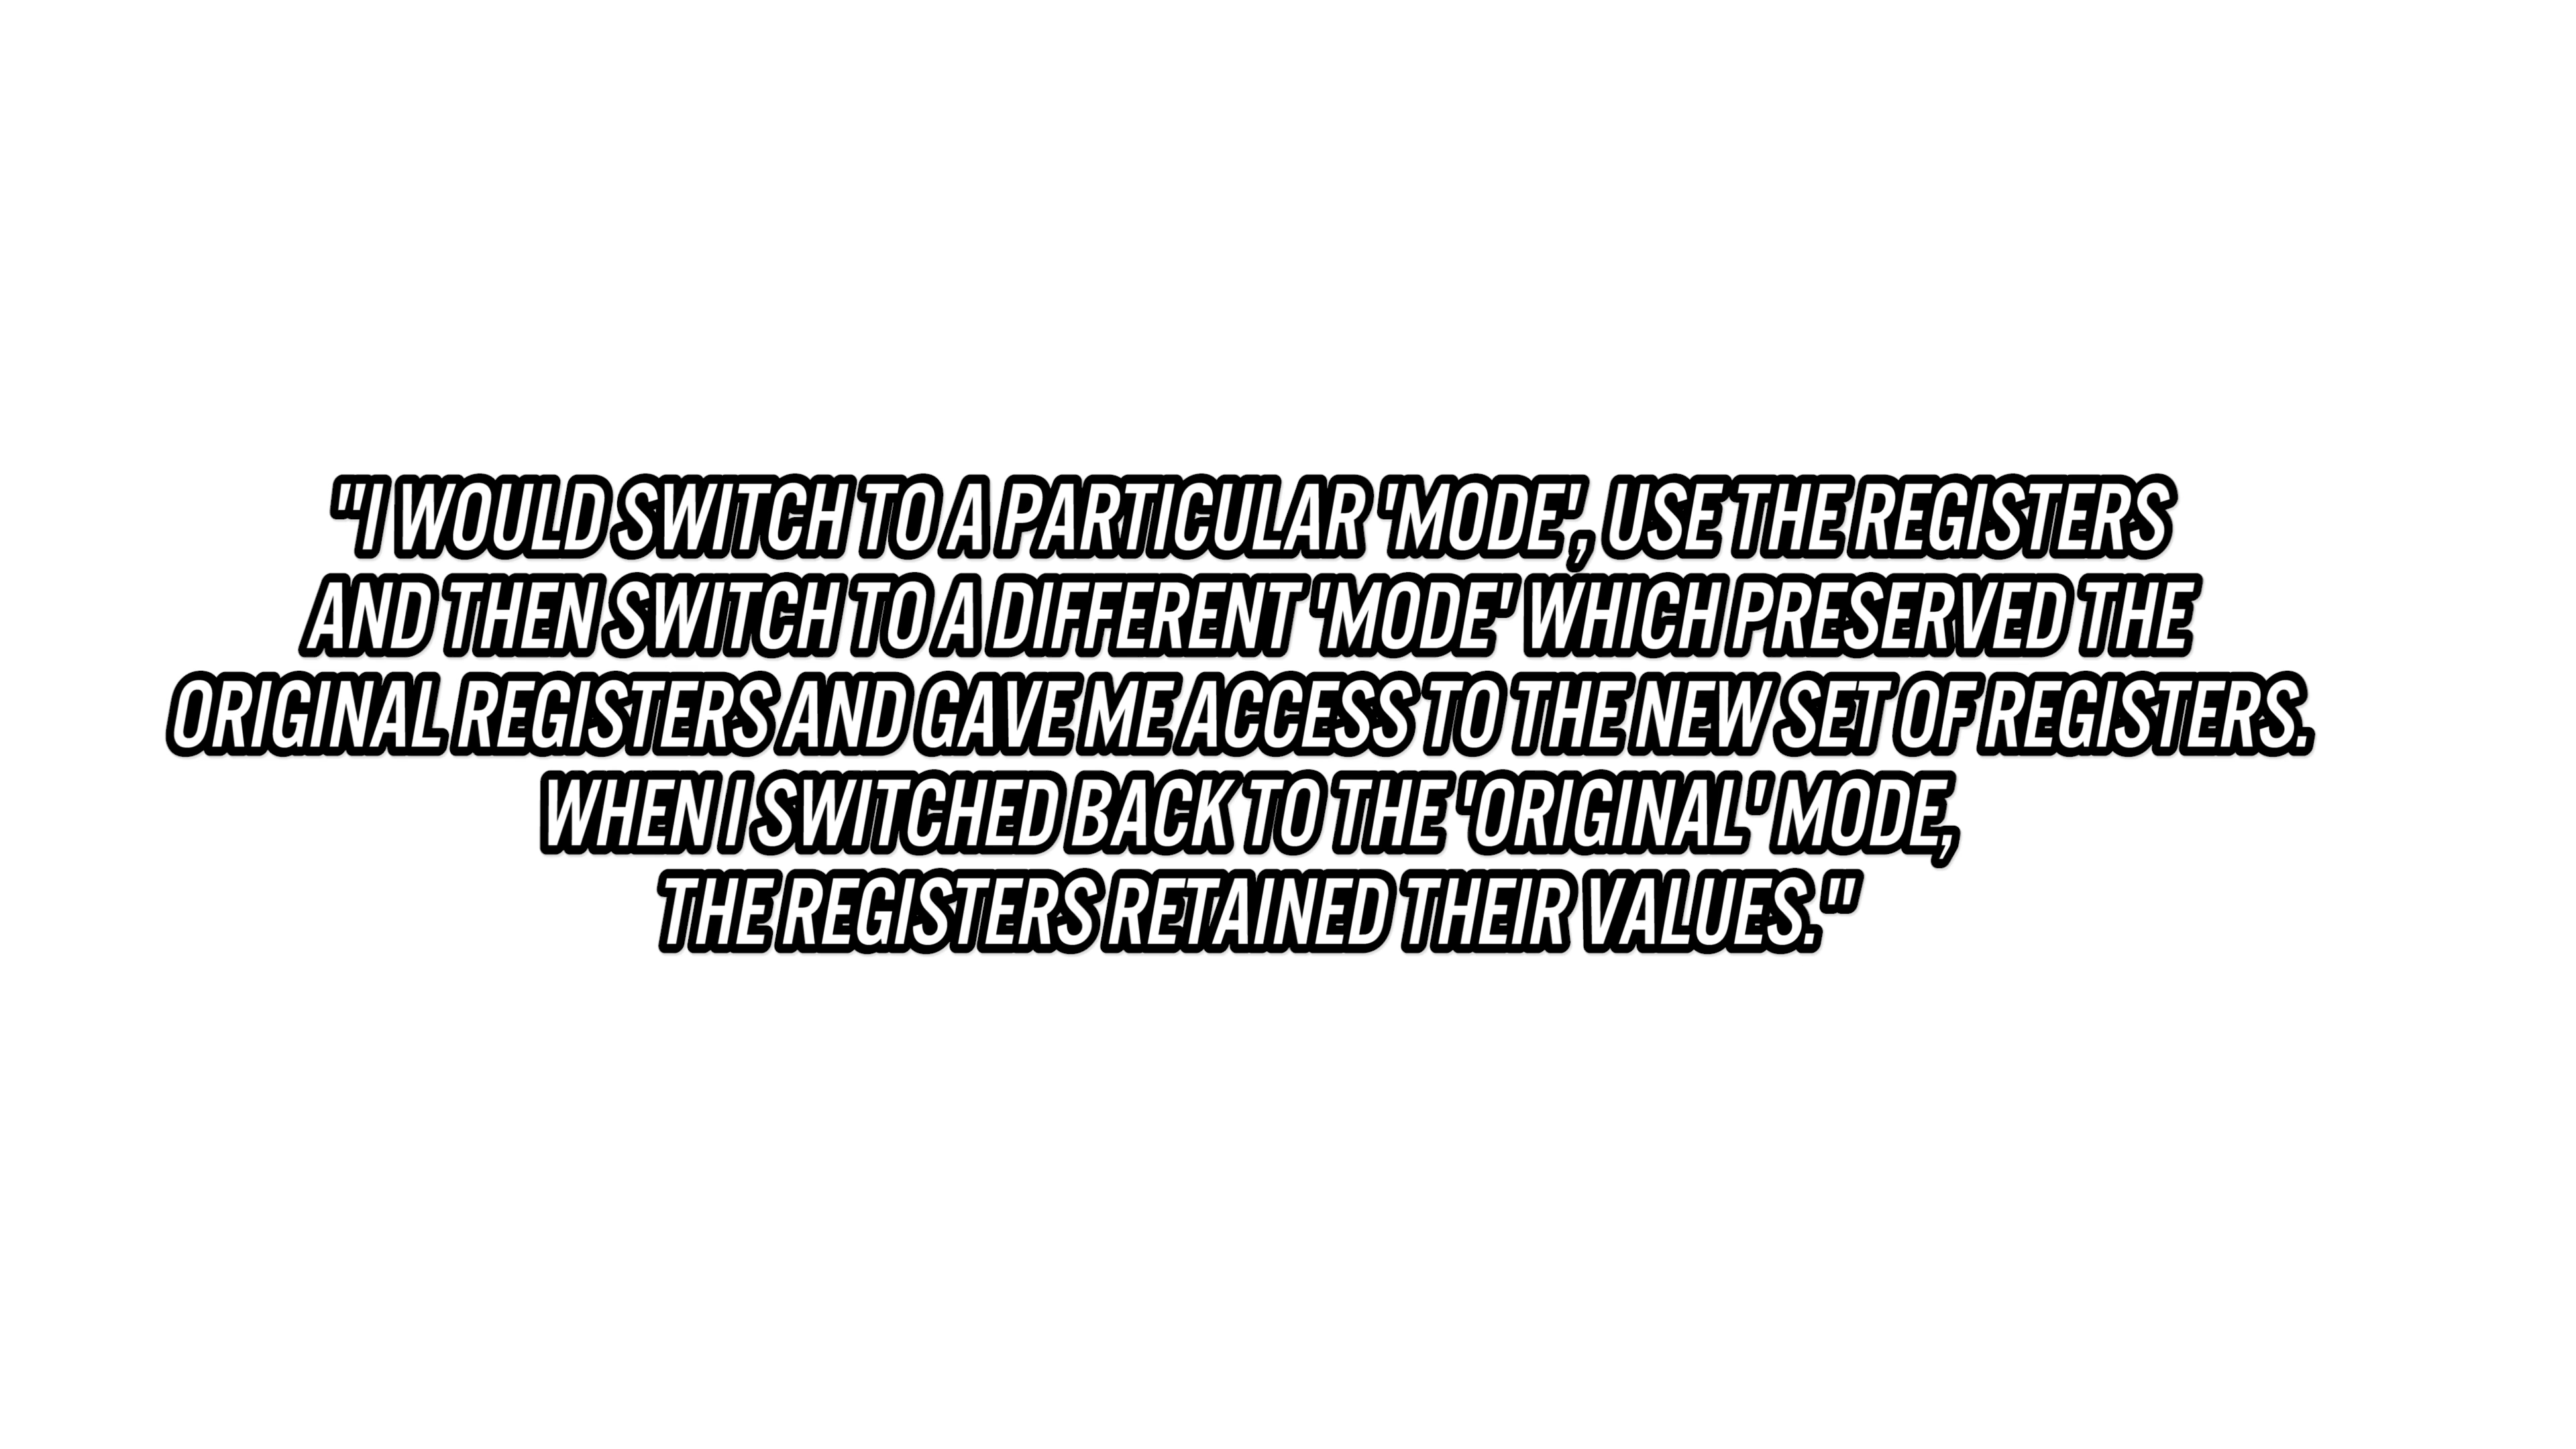 "I WOULD SWITCH TO A PARTICULAR 'MODE', USE THE REGISTERS
AND THEN SWITCH TO A DIFFERENT 'MODE' WHICH PRESERVED THE
ORIGINAL REGISTERS AND GAVE ME ACCESS TO THE NEW SET OF REGISTERS.
WHEN I SWITCHED BACK TO THE 'ORIGINAL' MODE,
THE REGISTERS RETAINED THEIR VALUES."